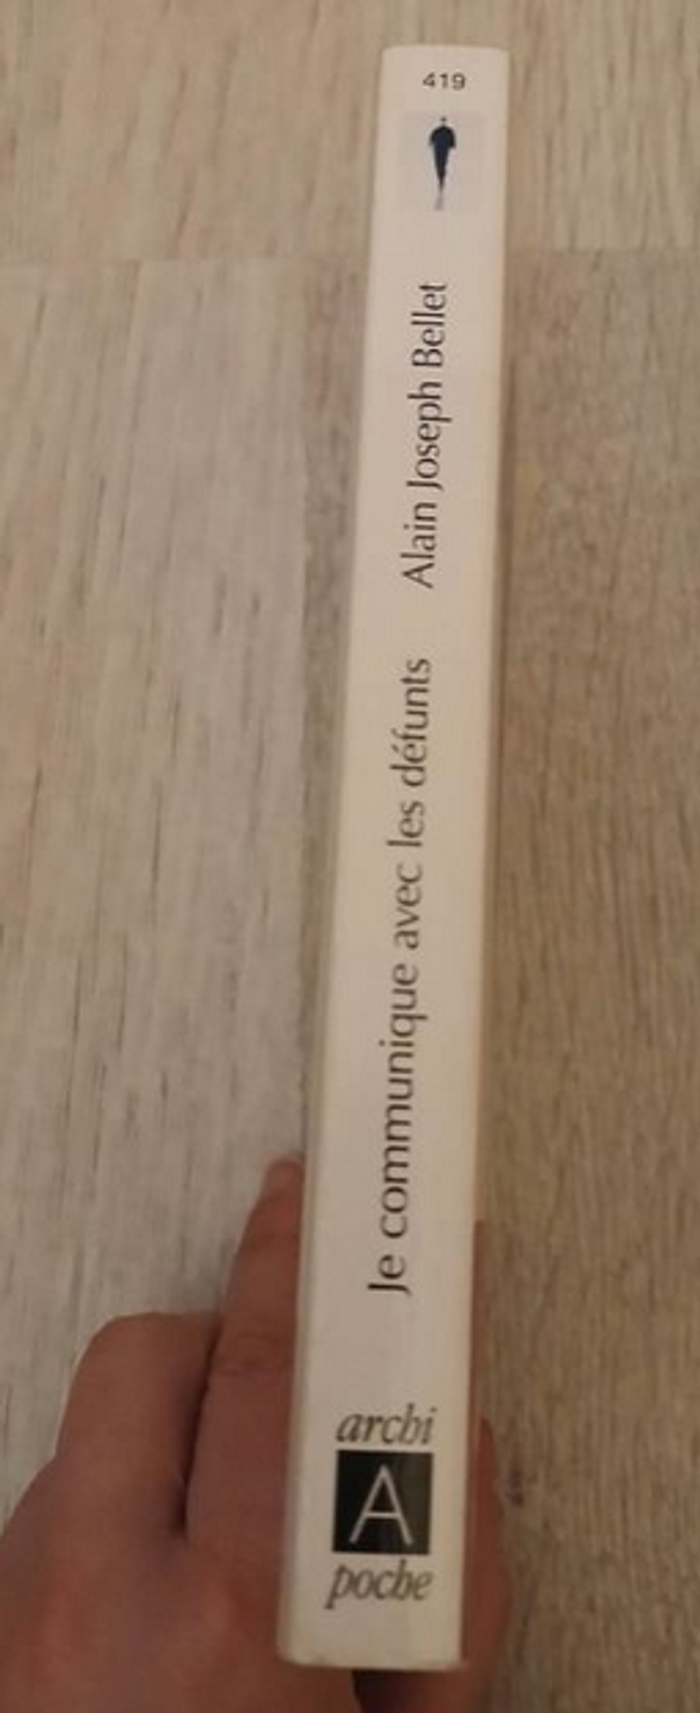 419
Alain Joseph Bellet
Je communique avec les défunts
archi
A
poche